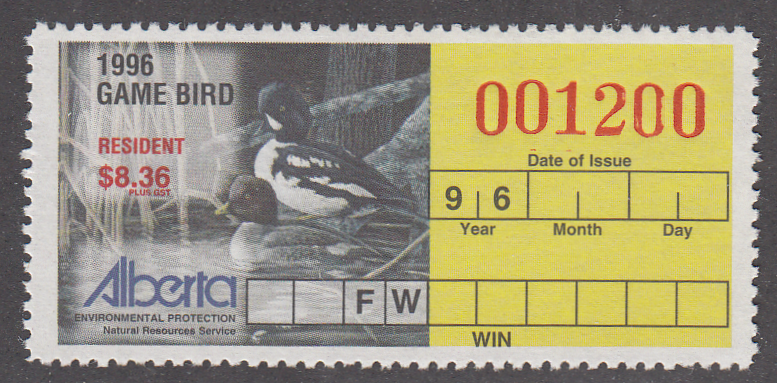 1996
GAME BIRD
RESIDENT
$8.36
PLUS GST
Alberta
ENVIRONMENTAL PROTECTION
Natural Resources Service
001200
Date of Issue
9 6
Year Month Day
F W
WIN